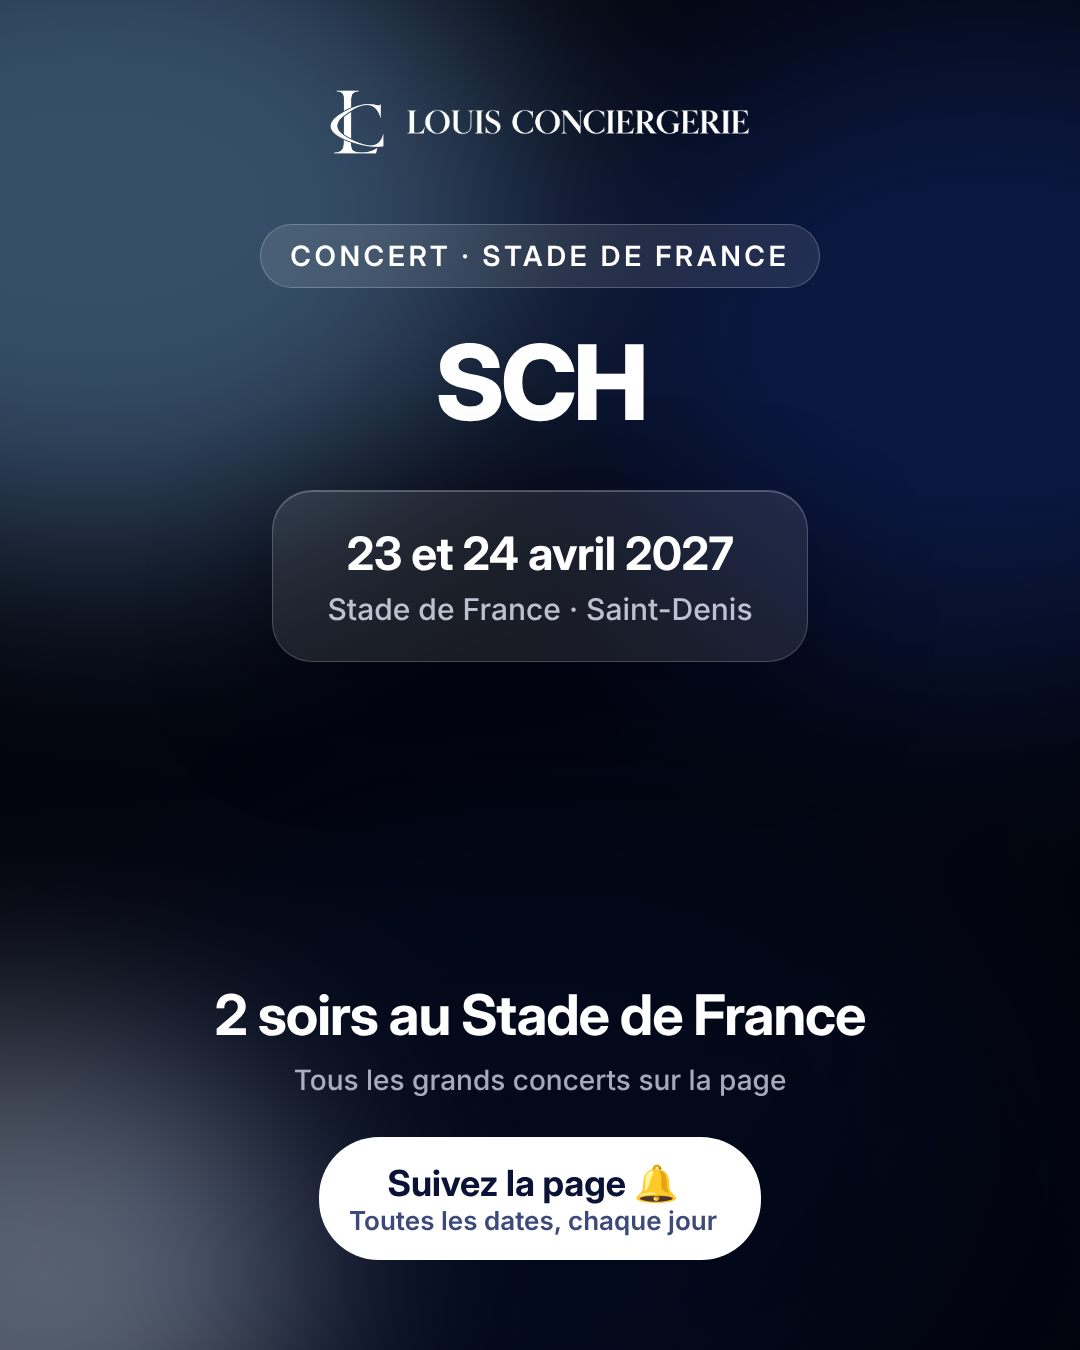 LC LOUIS CONCIERGERIE
CONCERT · STADE DE FRANCE
SCH
23 et 24 avril 2027
Stade de France · Saint-Denis
2 soirs au Stade de France
Tous les grands concerts sur la page
Suivez la page 🔔
Toutes les dates, chaque jour